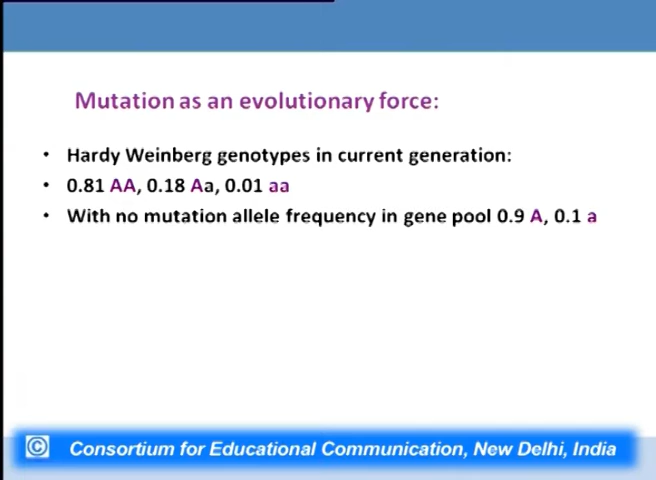 Mutation as an evolutionary force:
• Hardy Weinberg genotypes in current generation:
• 0.81 AA, 0.18 Aa, 0.01 aa
• With no mutation allele frequency in gene pool 0.9 A, 0.1 a
© Consortium for Educational Communication, New Delhi, India